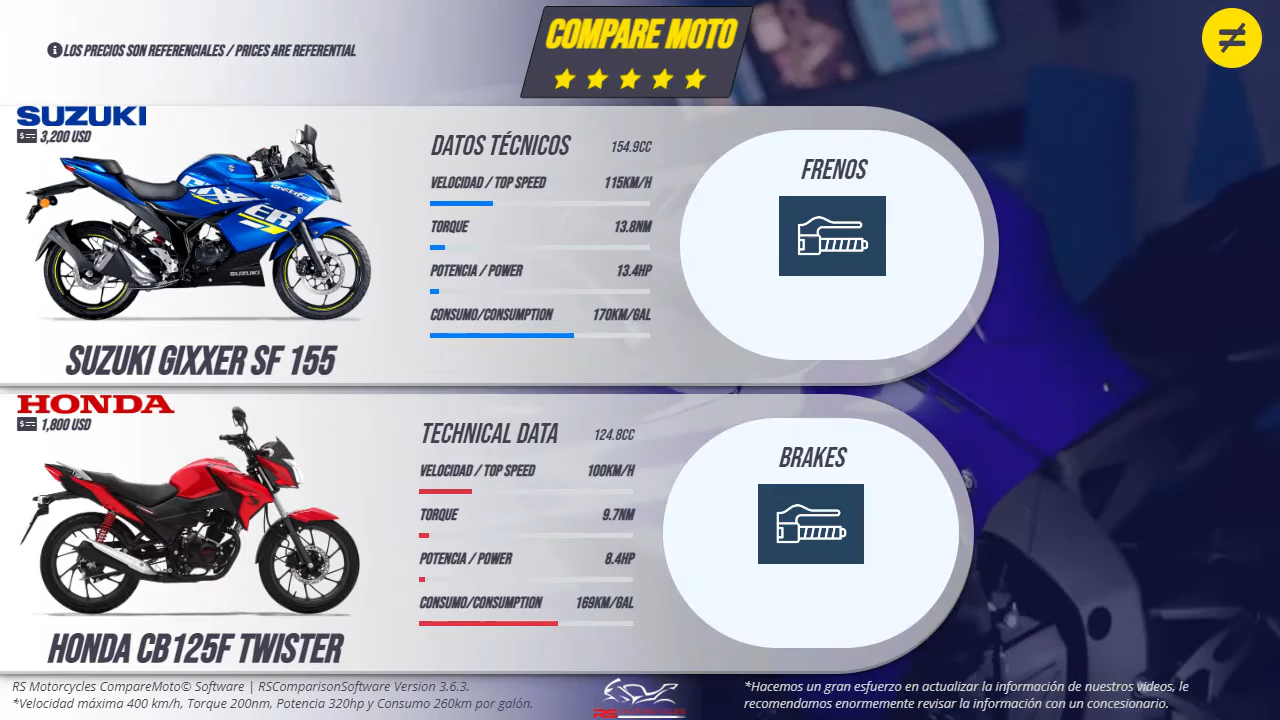 LOS PRECIOS SON REFERENCIALES / PRICES ARE REFERENTIAL
COMPARE MOTO
SUZUKI
3,200 USD
GIXXER
SUZUKI
SUZUKI GIXXER SF 155
DATOS TÉCNICOS 154.9CC
VELOCIDAD / TOP SPEED 115KM/H
TORQUE 13.8NM
POTENCIA / POWER 13.4HP
CONSUMO/CONSUMPTION 170KM/GAL
FRENOS
HONDA
1,800 USD
HONDA CB125F TWISTER
TECHNICAL DATA 124.8CC
VELOCIDAD / TOP SPEED 100KM/H
TORQUE 9.7NM
POTENCIA / POWER 8.4HP
CONSUMO/CONSUMPTION 169KM/GAL
BRAKES
RS Motorcycles CompareMoto© Software | RSComparisonSoftware Version 3.6.3.
*Velocidad máxima 400 km/h, Torque 200nm, Potencia 320hp y Consumo 260km por galón.
RS MOTORCYCLES
*Hacemos un gran esfuerzo en actualizar la información de nuestros videos, le
recomendamos enormemente revisar la información con un concesionario.